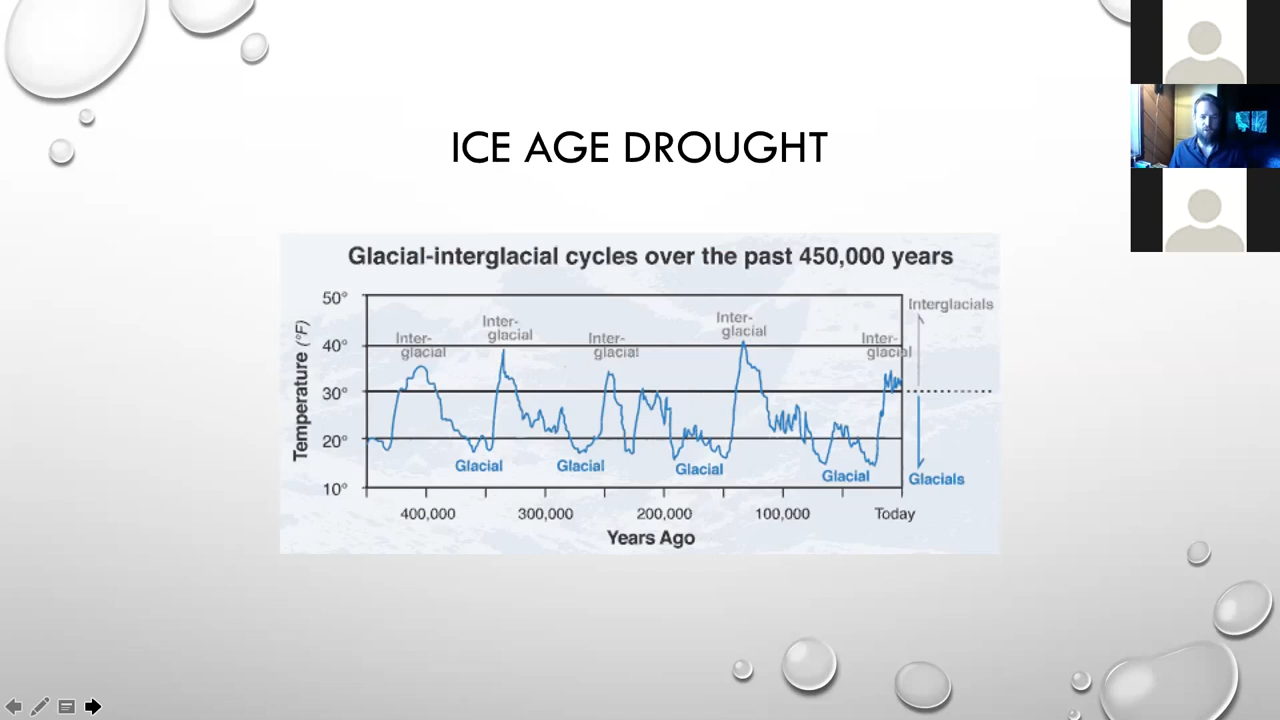 ICE AGE DROUGHT
Glacial-interglacial cycles over the past 450,000 years
Temperature (°F)
50°
40°
30°
20°
10°
Inter-
glacial
Inter-
glacial
Inter-
glacial
Inter-
glacial
Inter-
glacial
Interglacials
Glacial
Glacial
Glacial
Glacial
Glacials
400,000
300,000
200,000
100,000
Today
Years Ago